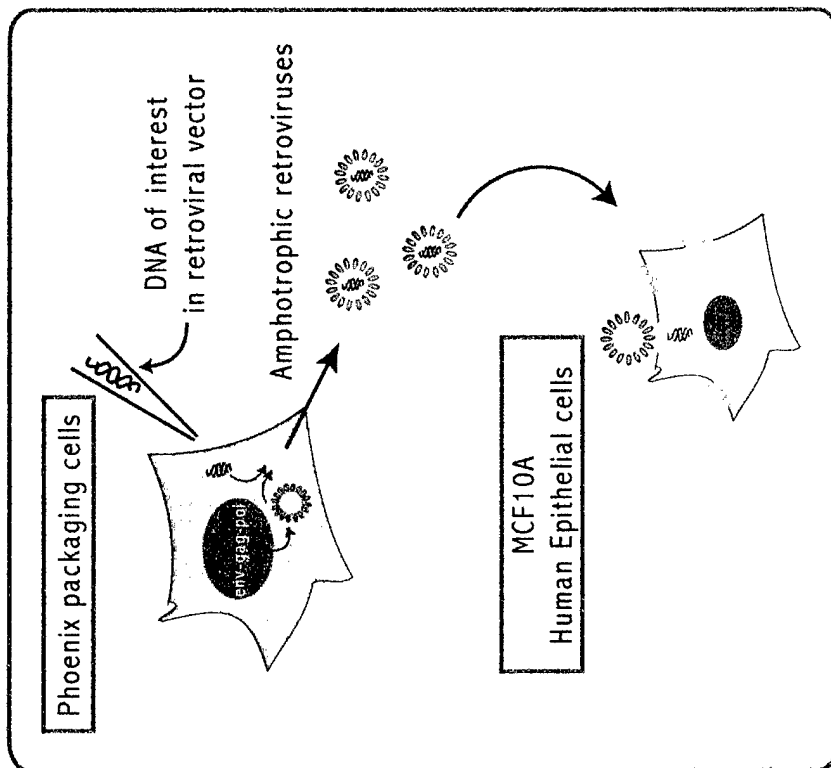 Phoenix packaging cells
DNA of interest
in retroviral vector
env-gag-pol
Amphotrophic retroviruses
MCF10A
Human Epithelial cells